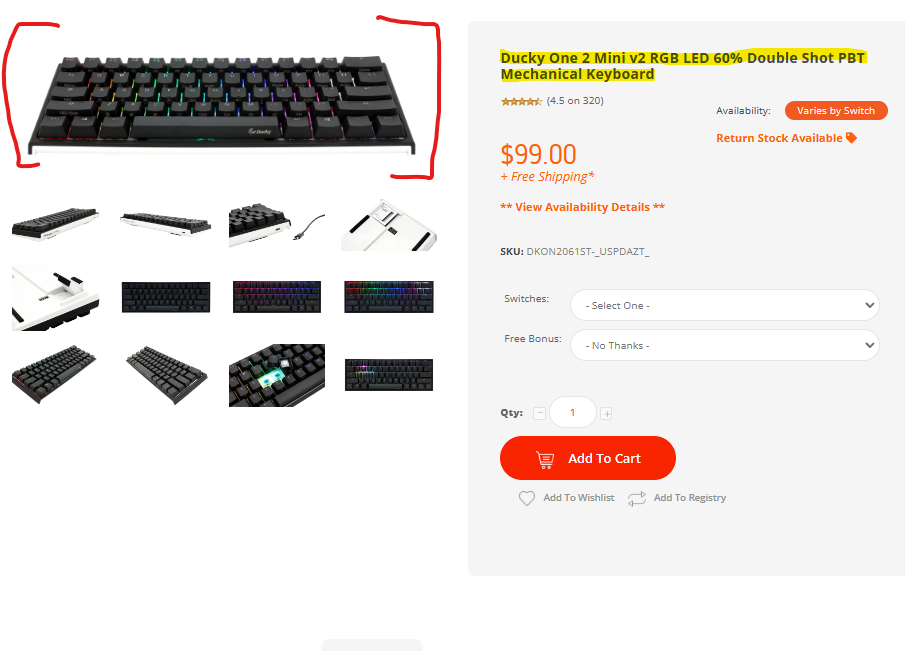 Ducky
Ducky One 2 Mini v2 RGB LED 60% Double Shot PBT
Mechanical Keyboard
(4.5 on 320)
Availability:
Varies by Switch
Return Stock Available
$99.00
+ Free Shipping*
** View Availability Details **
SKU: DKON2061ST-_USPDAZT_
Switches:
- Select One -
Free Bonus:
- No Thanks -
Qty:
−
1
+
Add To Cart
Add To Wishlist
Add To Registry